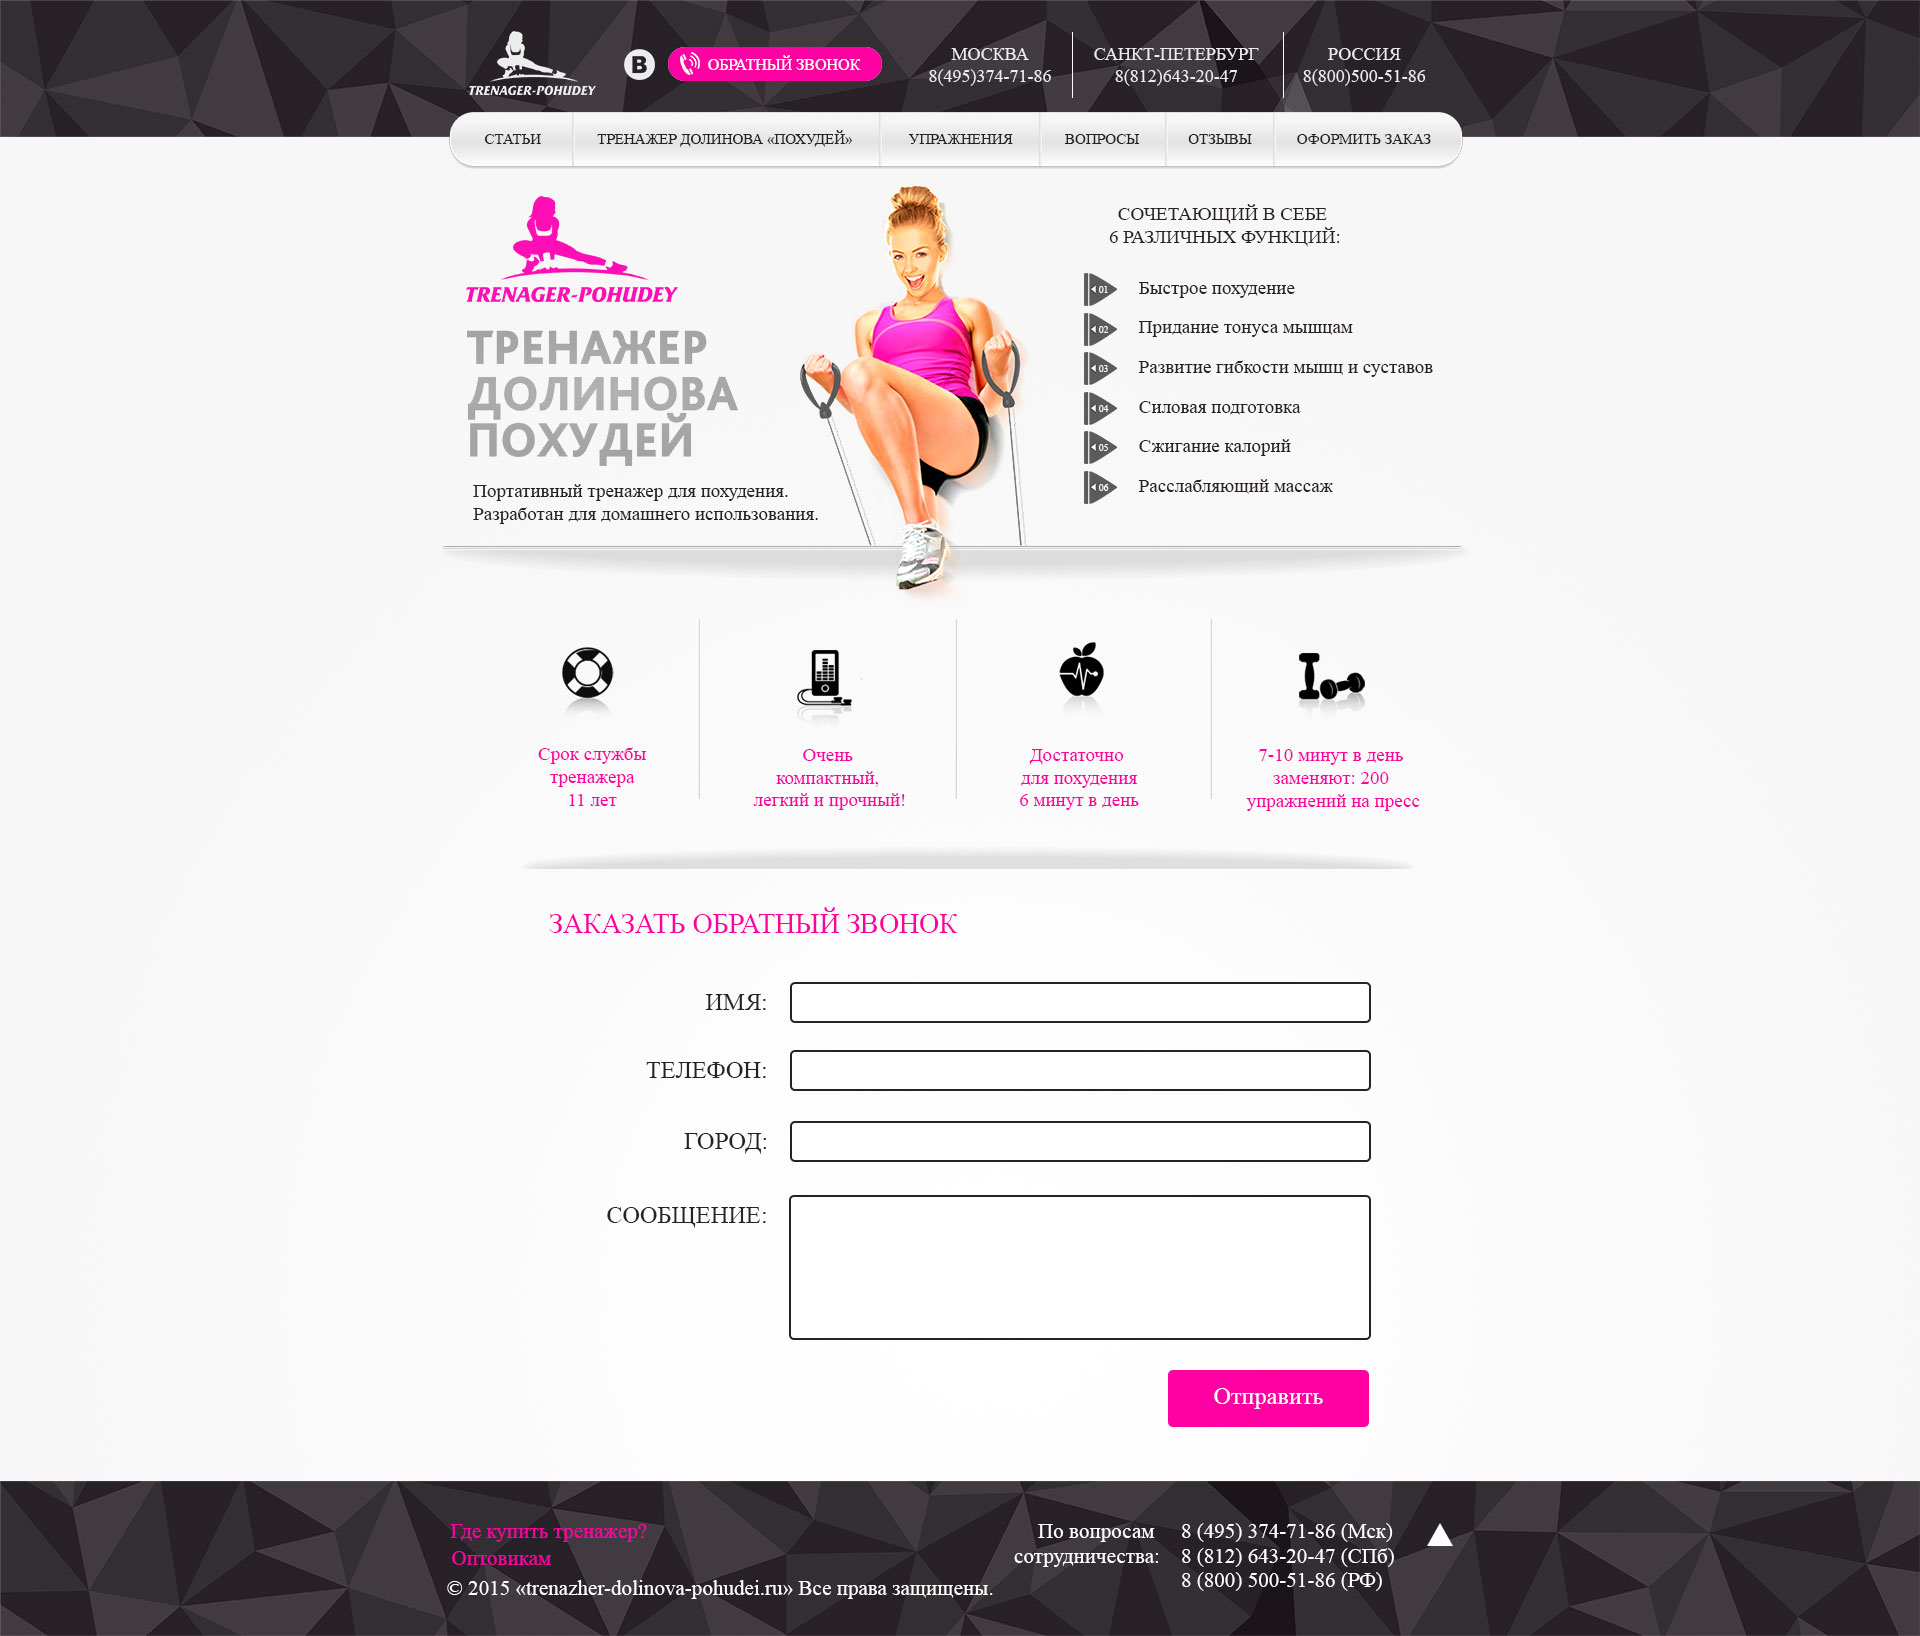 TRENAGER-POHUDEY
B
ОБРАТНЫЙ ЗВОНОК
МОСКВА
8(495)374-71-86
САНКТ-ПЕТЕРБУРГ
8(812)643-20-47
РОССИЯ
8(800)500-51-86
СТАТЬИ
ТРЕНАЖЕР ДОЛИНОВА «ПОХУДЕЙ»
УПРАЖНЕНИЯ
ВОПРОСЫ
ОТЗЫВЫ
ОФОРМИТЬ ЗАКАЗ
TRENAGER-POHUDEY
ТРЕНАЖЕР
ДОЛИНОВА
ПОХУДЕЙ
Портативный тренажер для похудения.
Разработан для домашнего использования.
СОЧЕТАЮЩИЙ В СЕБЕ
6 РАЗЛИЧНЫХ ФУНКЦИЙ:
01 Быстрое похудение
02 Придание тонуса мышцам
03 Развитие гибкости мышц и суставов
04 Силовая подготовка
05 Сжигание калорий
06 Расслабляющий массаж
Срок службы
тренажера
11 лет
Очень
компактный,
легкий и прочный!
Достаточно
для похудения
6 минут в день
7-10 минут в день
заменяют: 200
упражнений на пресс
ЗАКАЗАТЬ ОБРАТНЫЙ ЗВОНОК
ИМЯ:
ТЕЛЕФОН:
ГОРОД:
СООБЩЕНИЕ:
Отправить
Где купить тренажер?
Оптовикам
© 2015 «trenazher-dolinova-pohudei.ru» Все права защищены.
По вопросам
сотрудничества:
8 (495) 374-71-86 (Мск)
8 (812) 643-20-47 (СПб)
8 (800) 500-51-86 (РФ)